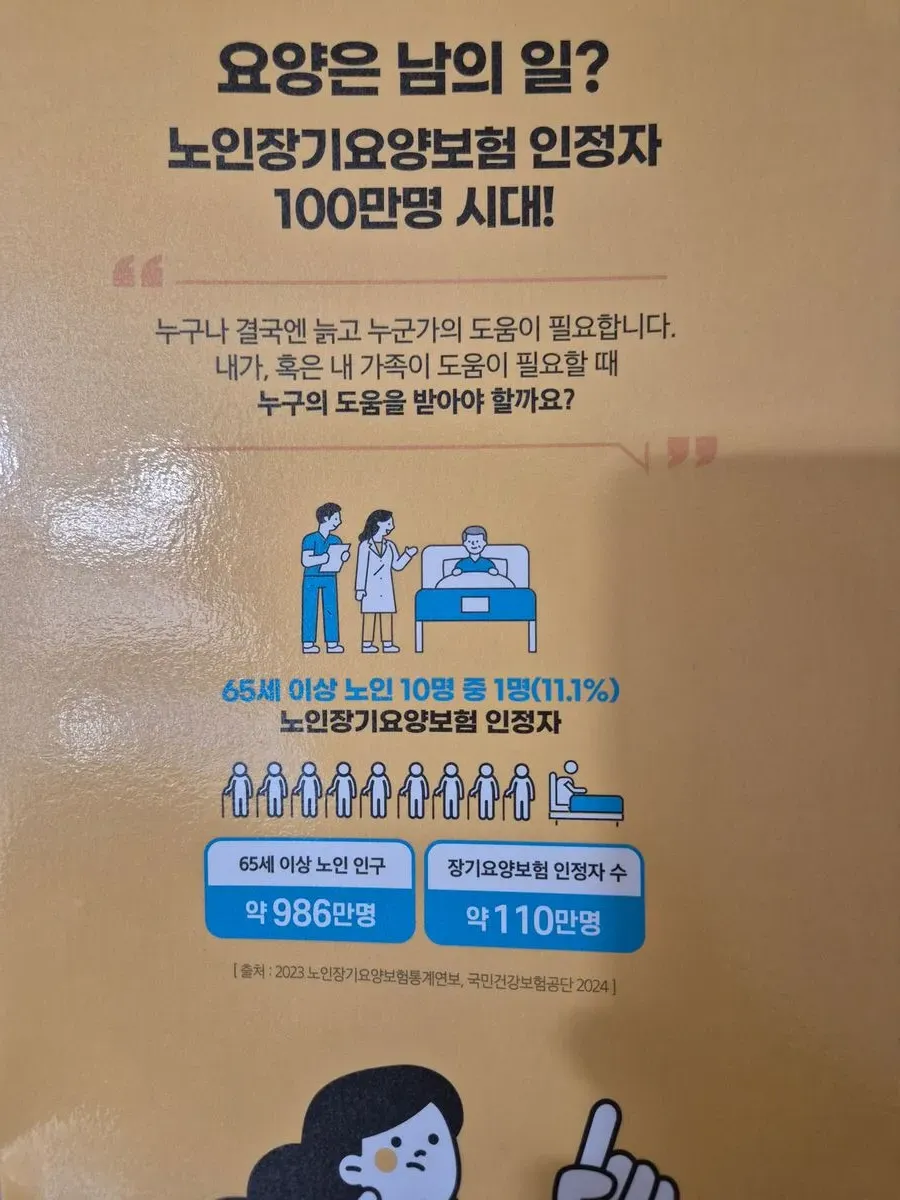 요양은 남의 일?
노인장기요양보험 인정자
100만명 시대!
누구나 결국엔 늙고 누군가의 도움이 필요합니다.
내가, 혹은 내 가족이 도움이 필요할 때
누구의 도움을 받아야 할까요?
65세 이상 노인 10명 중 1명(11.1%)
노인장기요양보험 인정자
65세 이상 노인 인구
약 986만명
장기요양보험 인정자 수
약 110만명
[ 출처 : 2023 노인장기요양보험통계연보, 국민건강보험공단 2024 ]